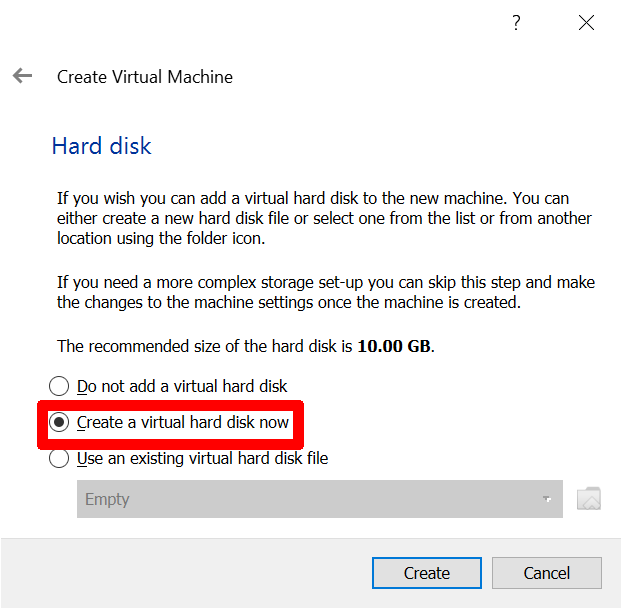 ?
Create Virtual Machine
Hard disk
If you wish you can add a virtual hard disk to the new machine. You can
either create a new hard disk file or select one from the list or from another
location using the folder icon.
If you need a more complex storage set-up you can skip this step and make
the changes to the machine settings once the machine is created.
The recommended size of the hard disk is 10.00 GB.
Do not add a virtual hard disk
Create a virtual hard disk now
Use an existing virtual hard disk file
Empty
Create Cancel